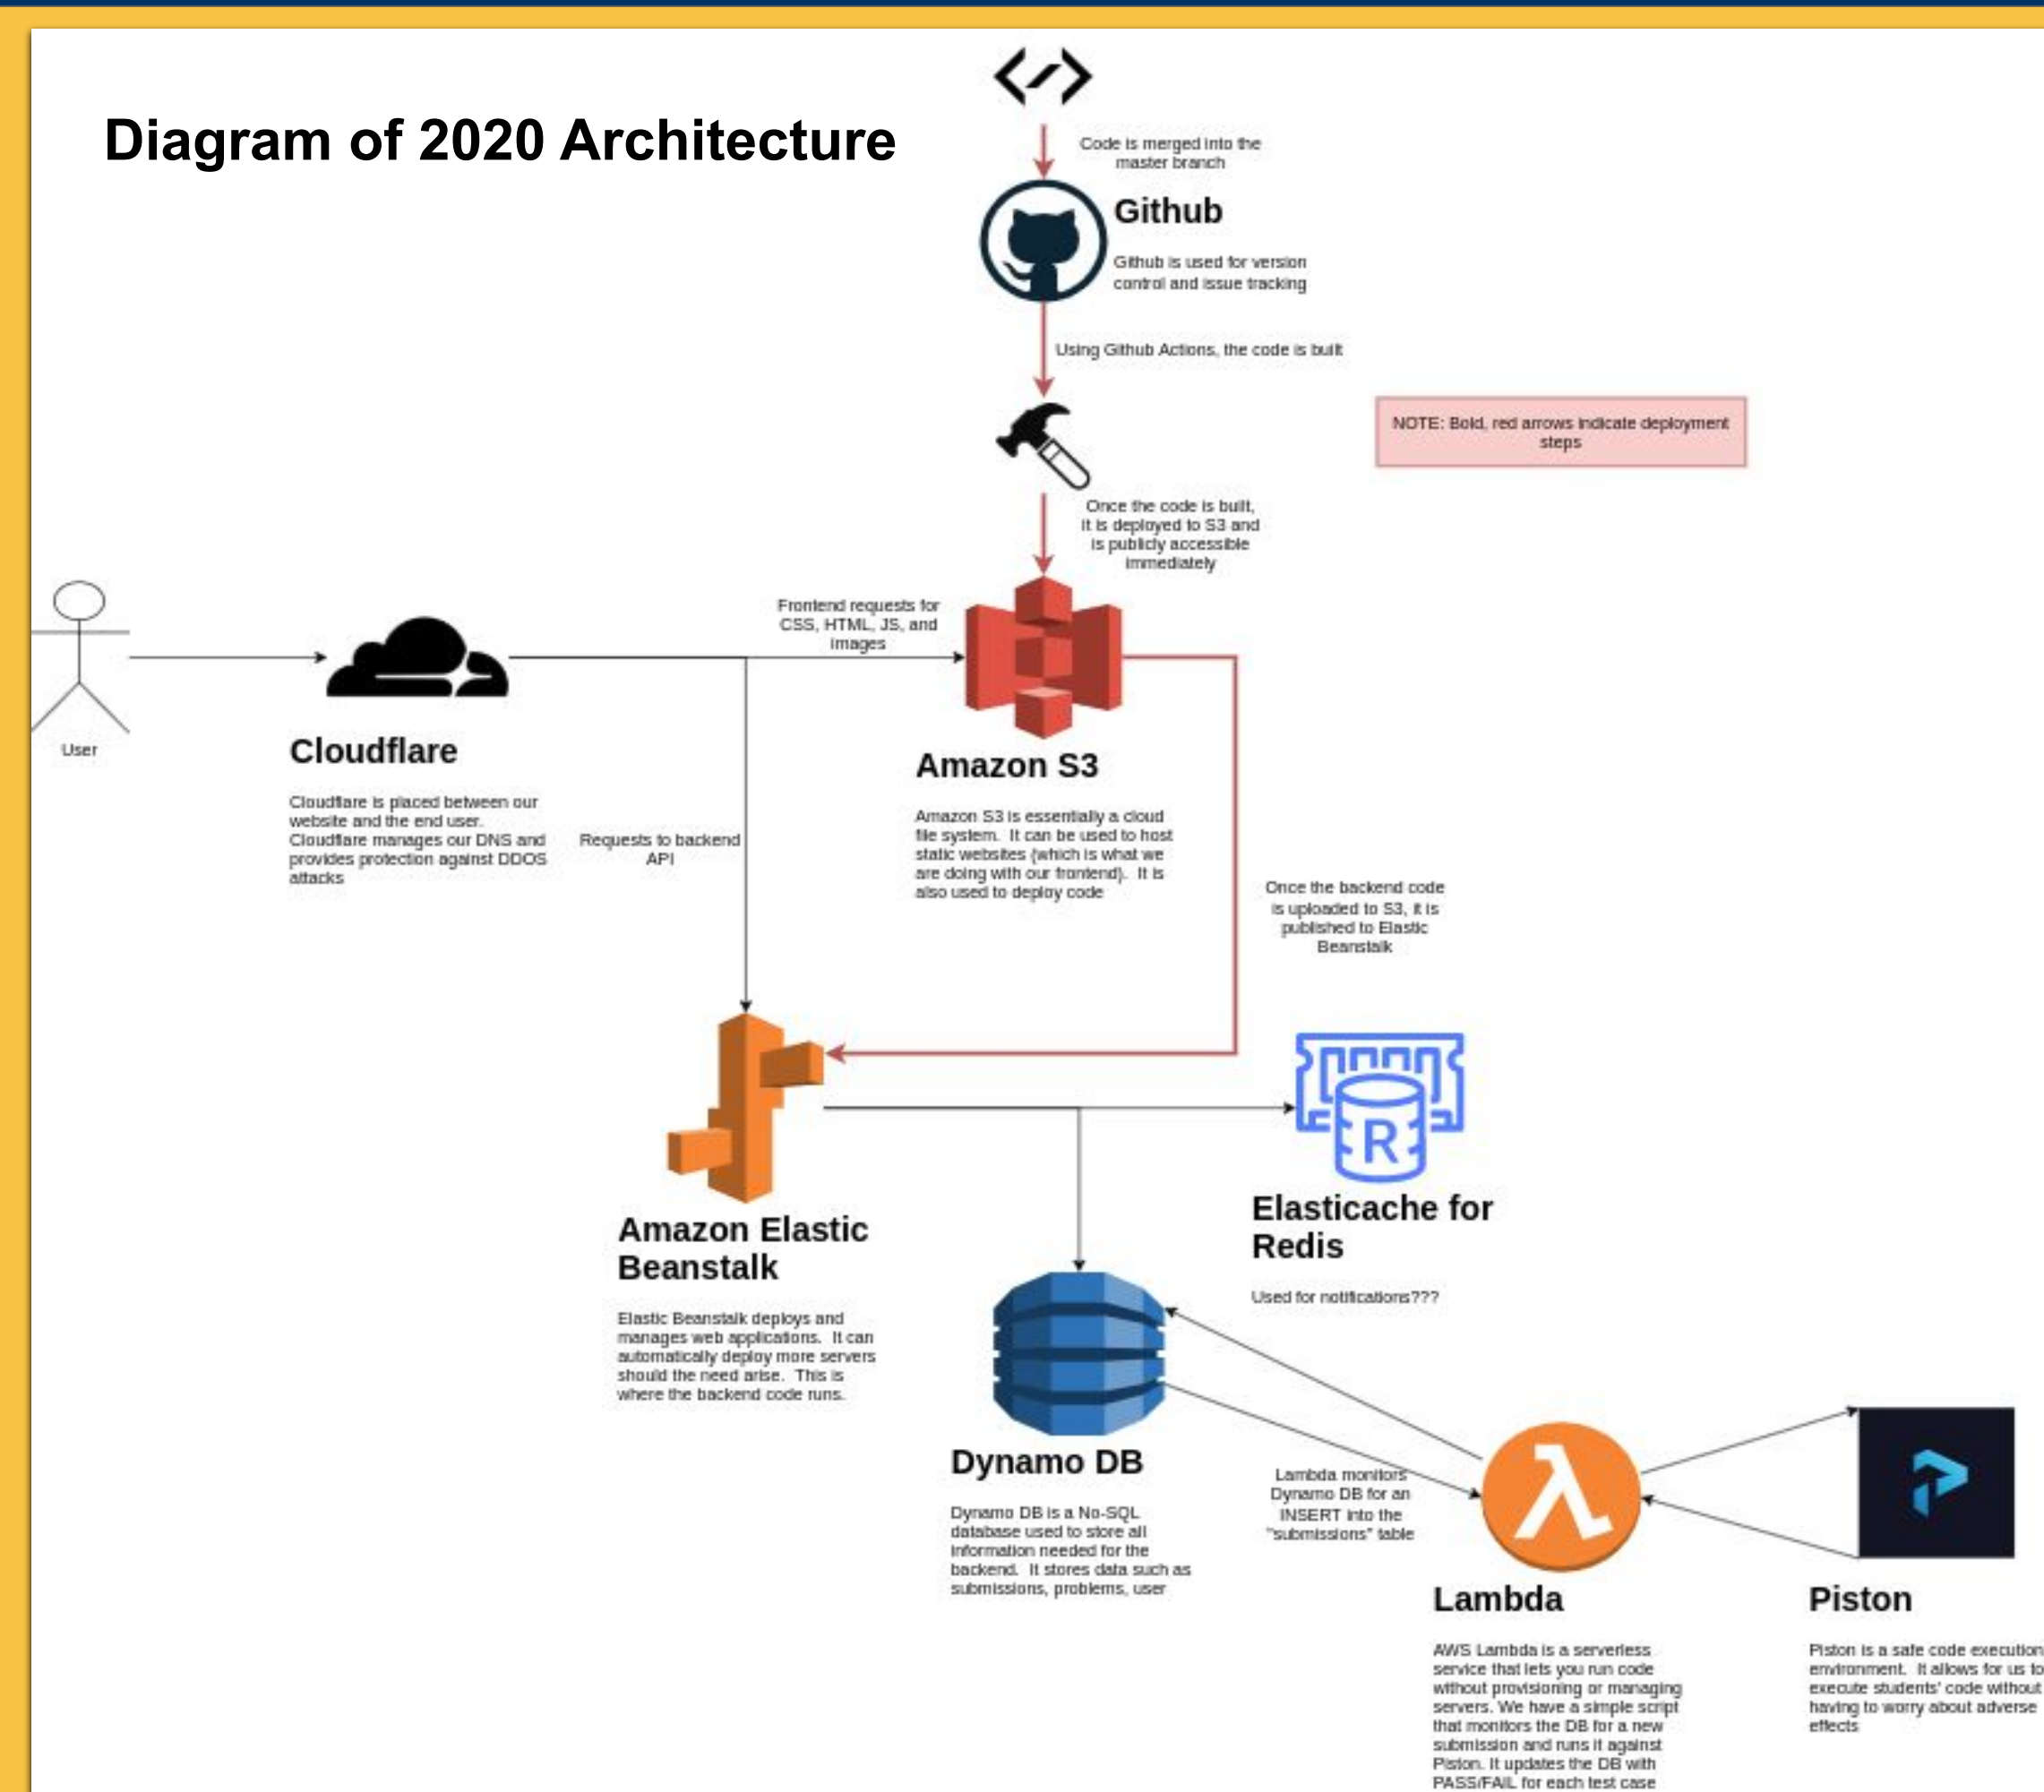 Diagram of 2020 Architecture
Code is merged into the
master branch
Github
Github is used for version
control and issue tracking
Using Github Actions, the code is built
NOTE: Bold, red arrows indicate deployment
steps
Once the code is built,
it is deployed to S3 and
is publicly accessible
immediately
Frontend requests for
CSS, HTML, JS, and
images
User
Cloudflare
Cloudflare is placed between our
website and the end user.
Cloudflare manages our DNS and
provides protection against DDOS
attacks
Requests to backend
API
Amazon S3
Amazon S3 is essentially a cloud
file system. It can be used to host
static websites (which is what we
are doing with our frontend). It is
also used to deploy code
Once the backend code
is uploaded to S3, it is
published to Elastic
Beanstalk
R
Amazon Elastic
Beanstalk
Elastic Beanstalk deploys and
manages web applications. It can
automatically deploy more servers
should the need arise. This is
where the backend code runs.
Elasticache for
Redis
Used for notifications???
Dynamo DB
Dynamo DB is a No-SQL
database used to store all
information needed for the
backend. It stores data such as
submissions, problems, user
Lambda monitors
Dynamo DB for an
INSERT into the
"submissions" table
λ
Lambda
AWS Lambda is a serverless
service that lets you run code
without provisioning or managing
servers. We have a simple script
that monitors the DB for a new
submission and runs it against
Piston. It updates the DB with
PASS/FAIL for each test case
Piston
Piston is a safe code execution
environment. It allows for us to
execute students' code without
having to worry about adverse
effects